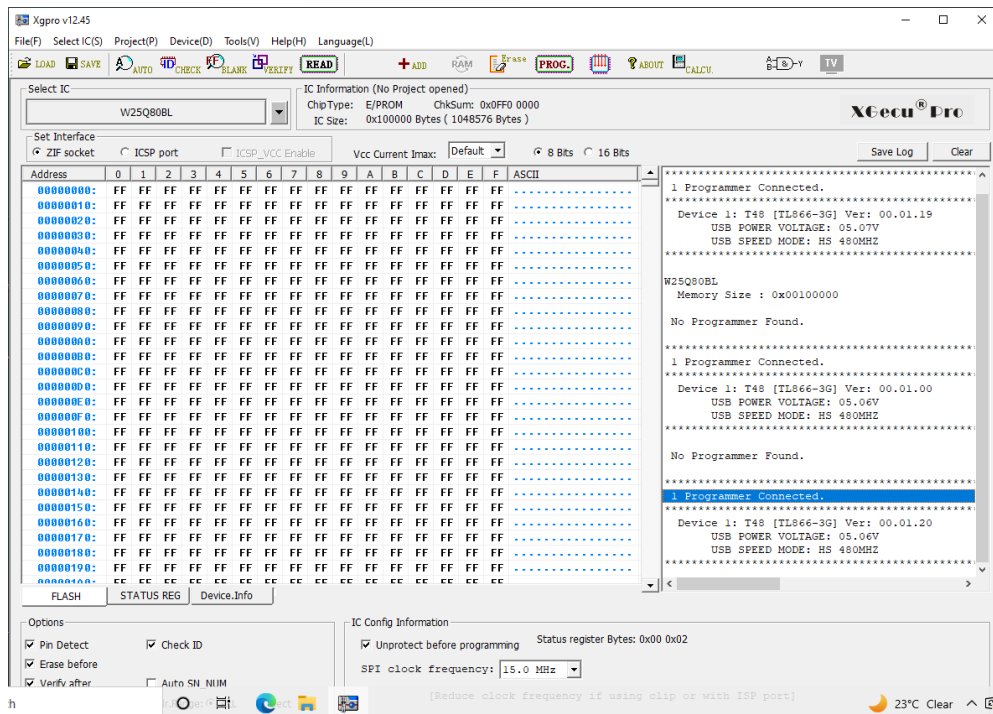 Xgpro v12.45
File(F) Select IC(S) Project(P) Device(D) Tools(V) Help(H) Language(L)
LOAD SAVE AUTO CHECK BLANK VERIFY READ ADD RAM Erase PROG. ABOUT CALCU. TV
Select IC
W25Q80BL
IC Information (No Project opened)
ChipType: E/PROM ChkSum: 0x0FF0 0000
IC Size: 0x100000 Bytes ( 1048576 Bytes )
XGecu® Pro
Set Interface
ZIF socket ICSP port ICSP_VCC Enable Vcc Current Imax: Default 8 Bits 16 Bits Save Log Clear
Address 0 1 2 3 4 5 6 7 8 9 A B C D E F ASCII
00000000: FF FF FF FF FF FF FF FF FF FF FF FF FF FF FF FF ................
00000010: FF FF FF FF FF FF FF FF FF FF FF FF FF FF FF FF ................
00000020: FF FF FF FF FF FF FF FF FF FF FF FF FF FF FF FF ................
00000030: FF FF FF FF FF FF FF FF FF FF FF FF FF FF FF FF ................
00000040: FF FF FF FF FF FF FF FF FF FF FF FF FF FF FF FF ................
00000050: FF FF FF FF FF FF FF FF FF FF FF FF FF FF FF FF ................
00000060: FF FF FF FF FF FF FF FF FF FF FF FF FF FF FF FF ................
00000070: FF FF FF FF FF FF FF FF FF FF FF FF FF FF FF FF ................
00000080: FF FF FF FF FF FF FF FF FF FF FF FF FF FF FF FF ................
00000090: FF FF FF FF FF FF FF FF FF FF FF FF FF FF FF FF ................
000000A0: FF FF FF FF FF FF FF FF FF FF FF FF FF FF FF FF ................
000000B0: FF FF FF FF FF FF FF FF FF FF FF FF FF FF FF FF ................
000000C0: FF FF FF FF FF FF FF FF FF FF FF FF FF FF FF FF ................
000000D0: FF FF FF FF FF FF FF FF FF FF FF FF FF FF FF FF ................
000000E0: FF FF FF FF FF FF FF FF FF FF FF FF FF FF FF FF ................
000000F0: FF FF FF FF FF FF FF FF FF FF FF FF FF FF FF FF ................
00000100: FF FF FF FF FF FF FF FF FF FF FF FF FF FF FF FF ................
00000110: FF FF FF FF FF FF FF FF FF FF FF FF FF FF FF FF ................
00000120: FF FF FF FF FF FF FF FF FF FF FF FF FF FF FF FF ................
00000130: FF FF FF FF FF FF FF FF FF FF FF FF FF FF FF FF ................
00000140: FF FF FF FF FF FF FF FF FF FF FF FF FF FF FF FF ................
00000150: FF FF FF FF FF FF FF FF FF FF FF FF FF FF FF FF ................
00000160: FF FF FF FF FF FF FF FF FF FF FF FF FF FF FF FF ................
00000170: FF FF FF FF FF FF FF FF FF FF FF FF FF FF FF FF ................
00000180: FF FF FF FF FF FF FF FF FF FF FF FF FF FF FF FF ................
00000190: FF FF FF FF FF FF FF FF FF FF FF FF FF FF FF FF ................
**************************************
1 Programmer Connected.
**************************************
Device 1: T48 [TL866-3G] Ver: 00.01.19
USB POWER VOLTAGE: 05.07V
USB SPEED MODE: HS 480MHZ
**************************************
W25Q80BL
Memory Size : 0x00100000
No Programmer Found.
**************************************
1 Programmer Connected.
**************************************
Device 1: T48 [TL866-3G] Ver: 00.01.00
USB POWER VOLTAGE: 05.06V
USB SPEED MODE: HS 480MHZ
**************************************
No Programmer Found.
**************************************
1 Programmer Connected.
**************************************
Device 1: T48 [TL866-3G] Ver: 00.01.20
USB POWER VOLTAGE: 05.06V
USB SPEED MODE: HS 480MHZ
**************************************
FLASH STATUS REG Device.Info
Options
Pin Detect Check ID
Erase before
Verify after Auto SN_NUM
IC Config Information
Unprotect before programming Status register Bytes: 0x00 0x02
SPI clock frequency: 15.0 MHz
[Reduce clock frequency if using clip or with ISP port]
23°C Clear